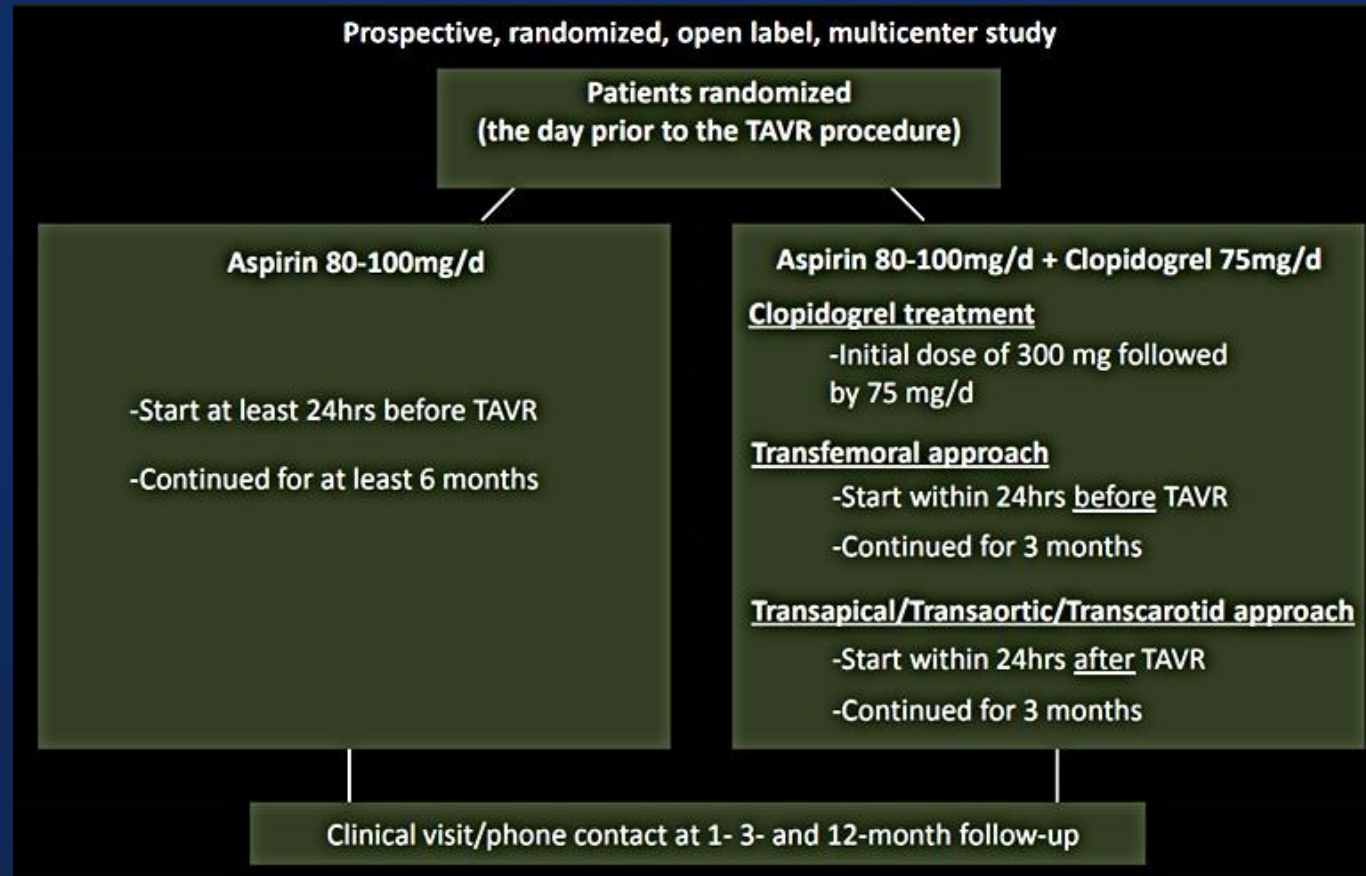 Prospective, randomized, open label, multicenter study
Patients randomized
(the day prior to the TAVR procedure)
Aspirin 80-100mg/d
-Start at least 24hrs before TAVR
-Continued for at least 6 months
Aspirin 80-100mg/d + Clopidogrel 75mg/d
Clopidogrel treatment
-Initial dose of 300 mg followed
by 75 mg/d
Transfemoral approach
-Start within 24hrs before TAVR
-Continued for 3 months
Transapical/Transaortic/Transcarotid approach
-Start within 24hrs after TAVR
-Continued for 3 months
Clinical visit/phone contact at 1- 3- and 12-month follow-up